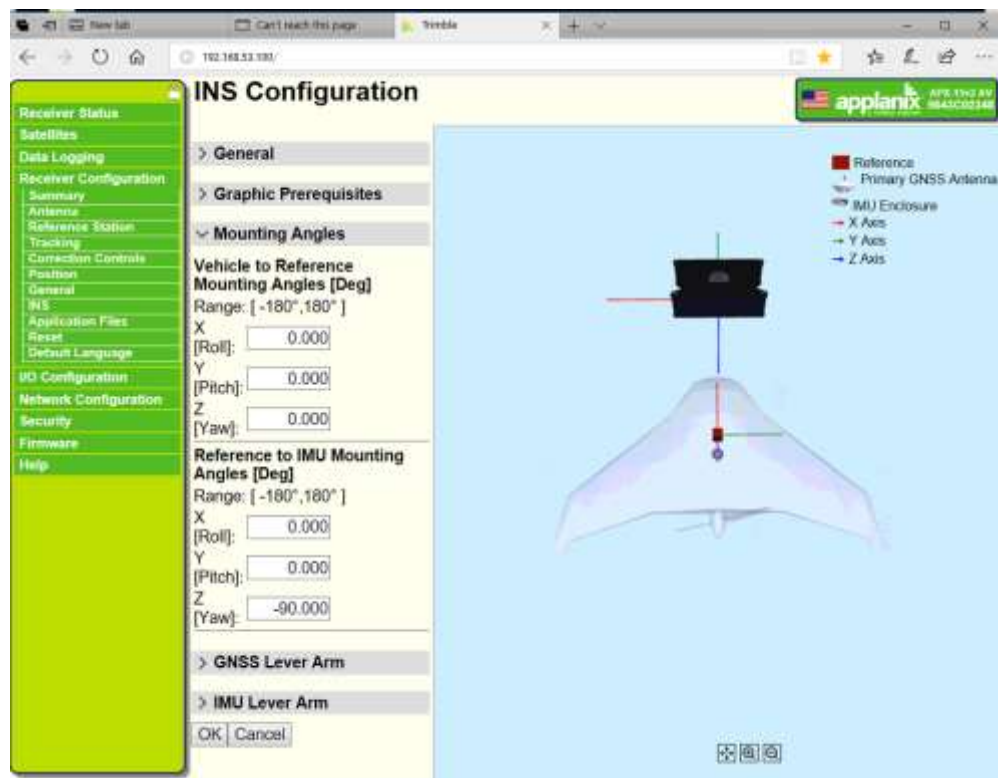 New tab
Can't reach this page
Trimble
192.168.53.100/
INS Configuration
applanix
Receiver Status
Satellites
Data Logging
Receiver Configuration
Summary
Antenna
Reference Station
Tracking
Correction Controls
Position
General
INS
Application Files
Reset
Default Language
I/O Configuration
Network Configuration
Security
Firmware
Help
> General
> Graphic Prerequisites
Mounting Angles
Vehicle to Reference
Mounting Angles [Deg]
Range: [ -180°,180° ]
X
[Roll]: 0.000
Y
[Pitch]: 0.000
Z
[Yaw]: 0.000
Reference to IMU Mounting
Angles [Deg]
Range: [ -180°,180° ]
X
[Roll]: 0.000
Y
[Pitch]: 0.000
Z
[Yaw]: -90.000
> GNSS Lever Arm
> IMU Lever Arm
OK Cancel
Reference
Primary GNSS Antenna
IMU Enclosure
X Axis
Y Axis
Z Axis